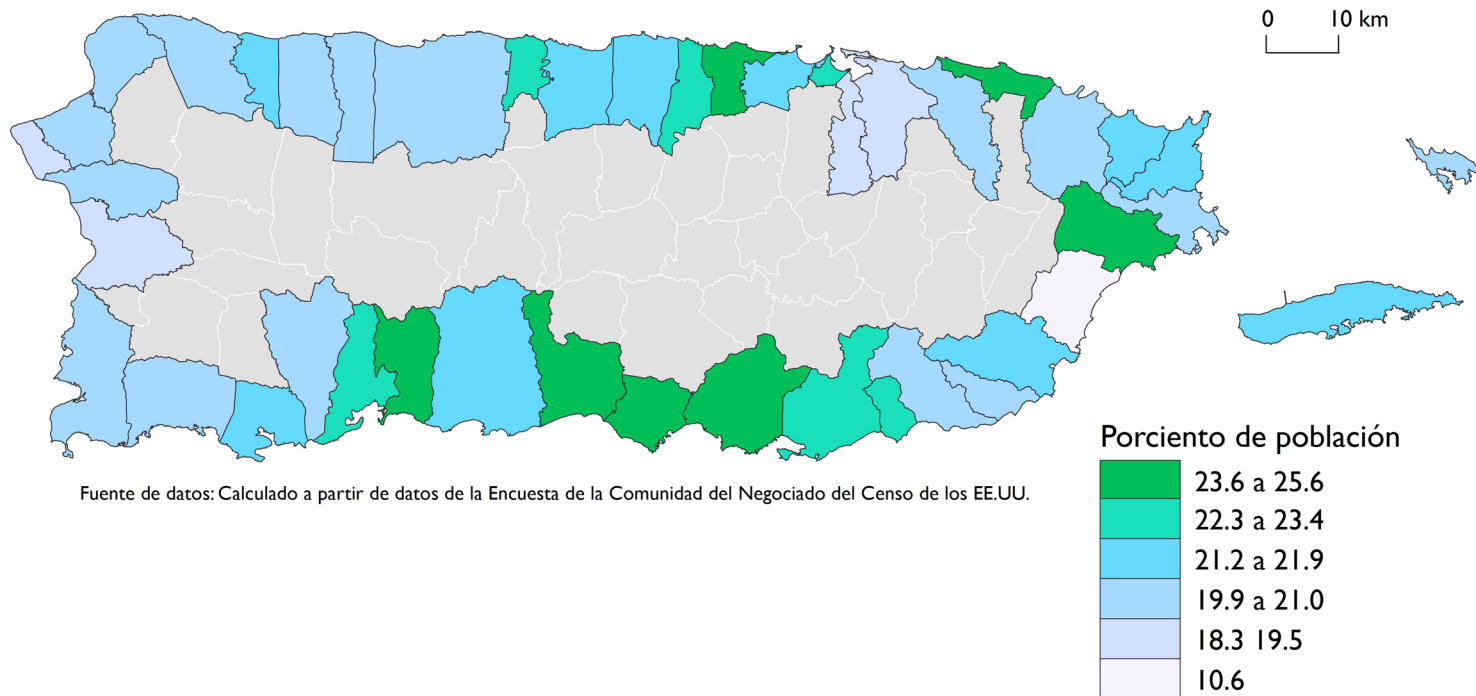 0 10 km
Fuente de datos: Calculado a partir de datos de la Encuesta de la Comunidad del Negociado del Censo de los EE.UU.
Porciento de población
23.6 a 25.6
22.3 a 23.4
21.2 a 21.9
19.9 a 21.0
18.3 19.5
10.6